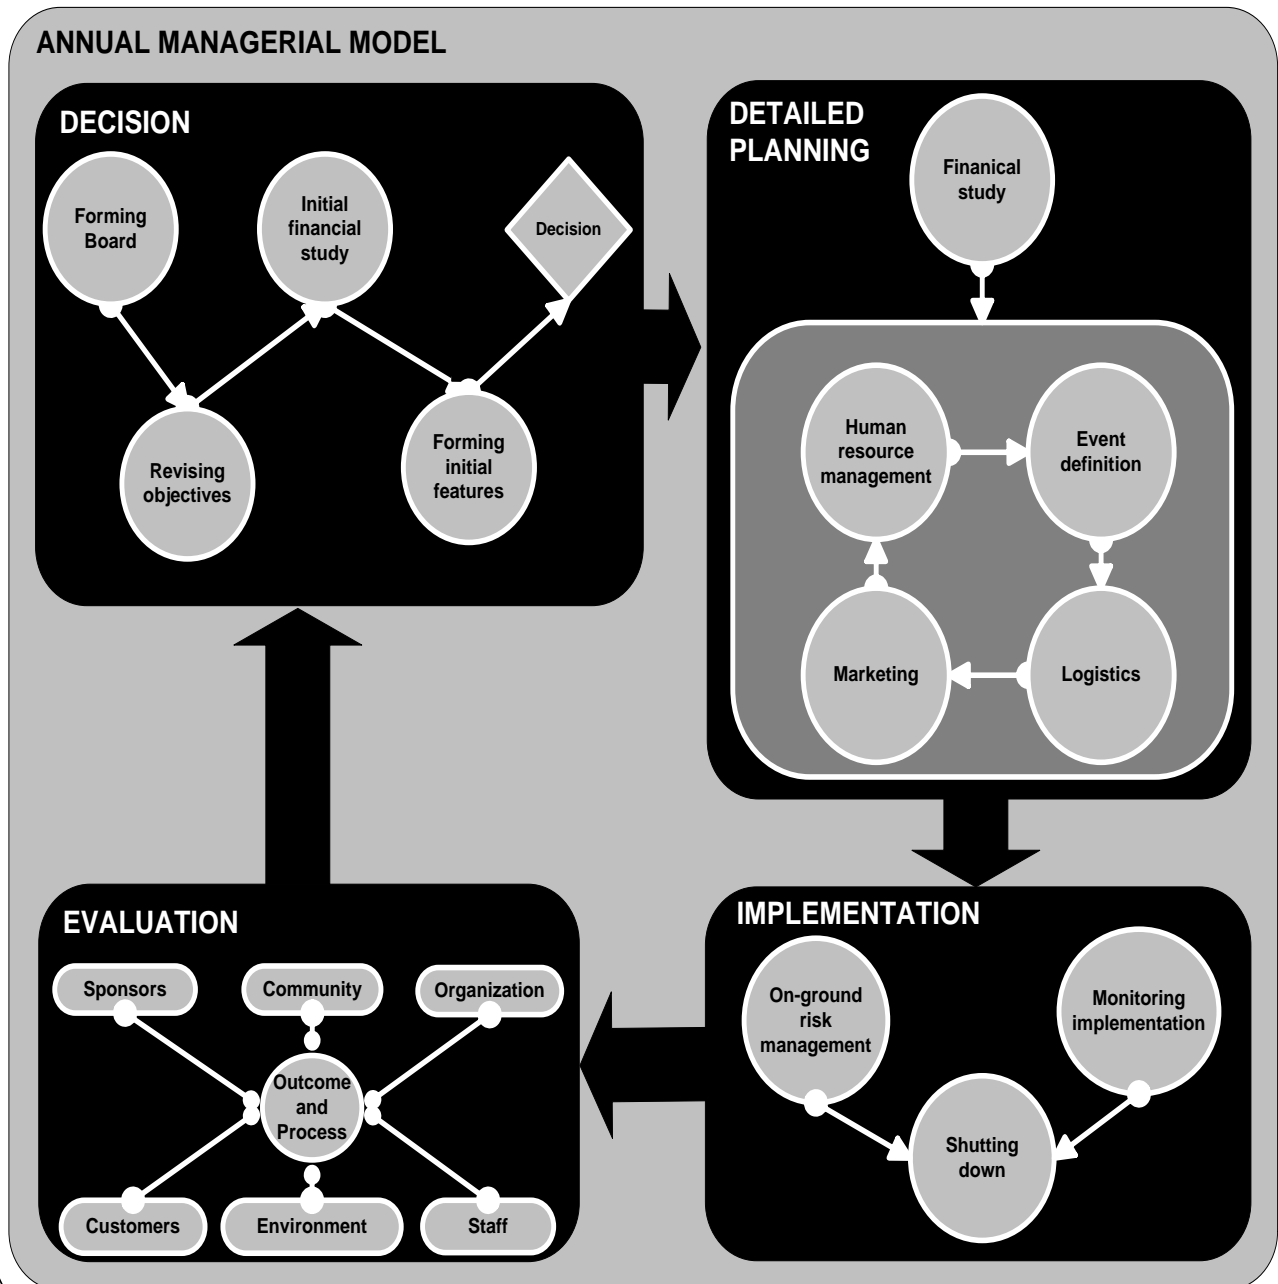 ANNUAL MANAGERIAL MODEL
DECISION
Forming
Board
Initial
financial
study
Decision
Revising
objectives
Forming
initial
features
DETAILED
PLANNING
Finanical
study
Human
resource
management
Event
definition
Marketing
Logistics
EVALUATION
Sponsors
Community
Organization
Outcome
and
Process
Customers
Environment
Staff
IMPLEMENTATION
On-ground
risk
management
Monitoring
implementation
Shutting
down